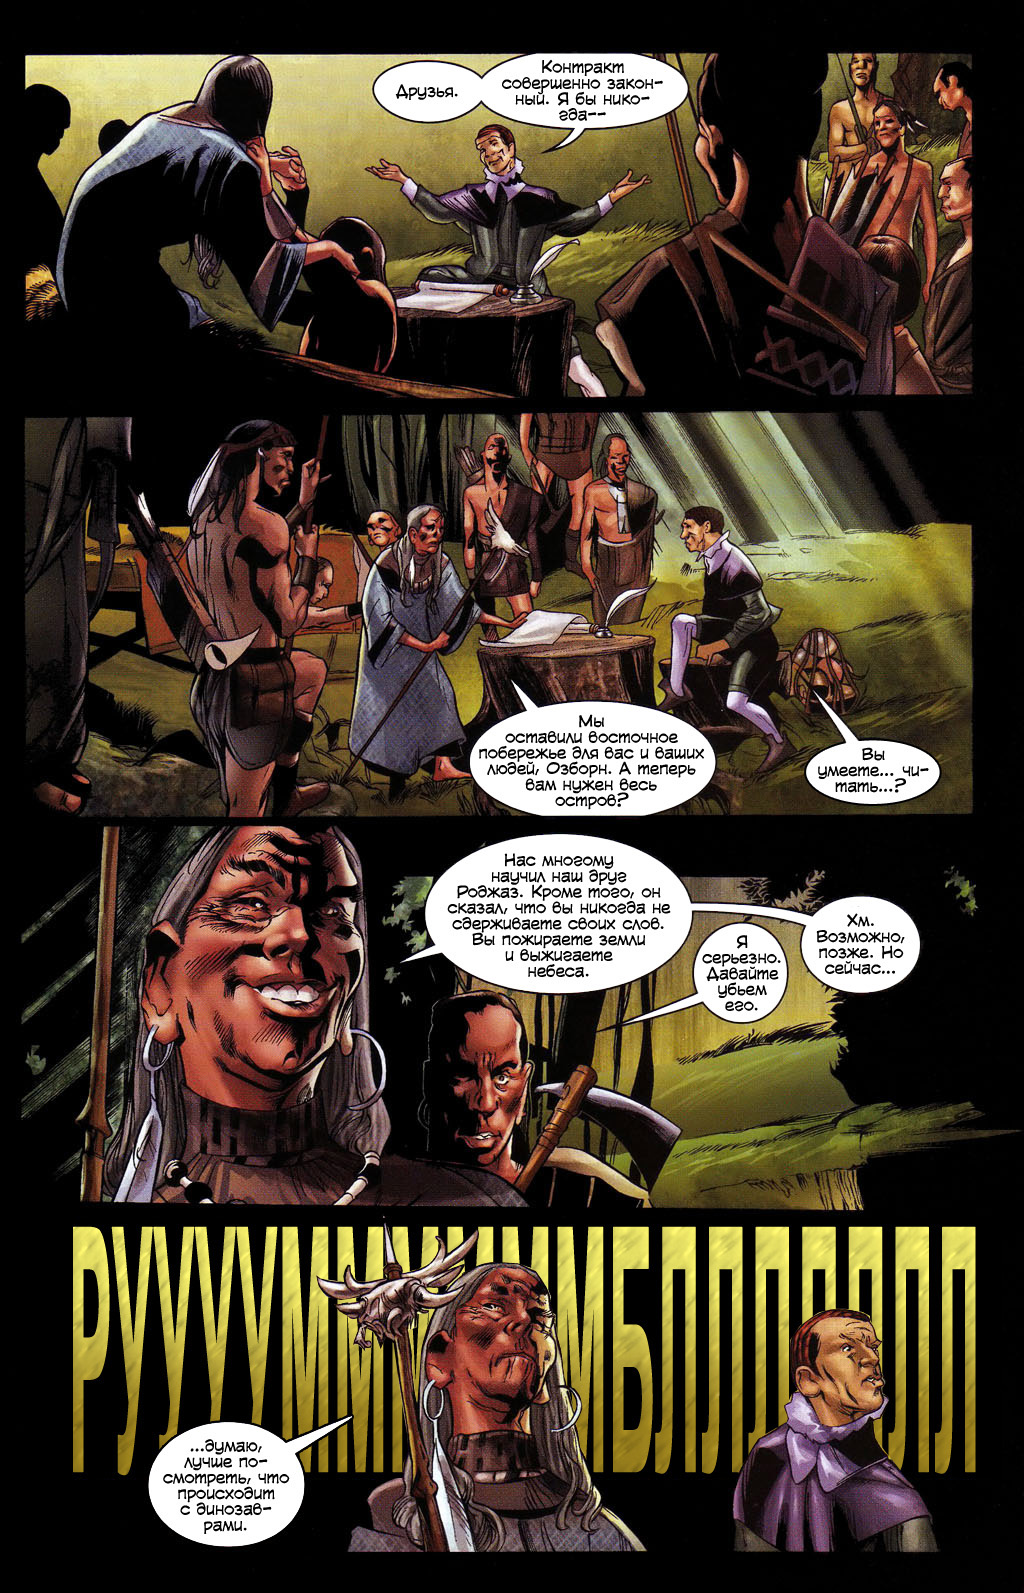 Друзья.
Контракт
совершенно закон-
ный. Я бы нико-
гда--
Мы
оставили восточное
побережье для вас и ваших
людей, Озборн. А теперь
вам нужен весь
остров?
Вы
умеете... чи-
тать...?
Нас многому
научил наш друг
Роджаз. Кроме того, он
сказал, что вы никогда не
сдерживаете своих слов.
Вы пожираете земли
и выжигаете
небеса.
Я
серьезно.
Давайте
убьем
его.
Хм.
Возможно,
позже. Но
сейчас...
РУУУУММММММБЛЛЛЛЛЛЛ
...думаю,
лучше по-
смотреть, что
происходит
с динозав-
рами.